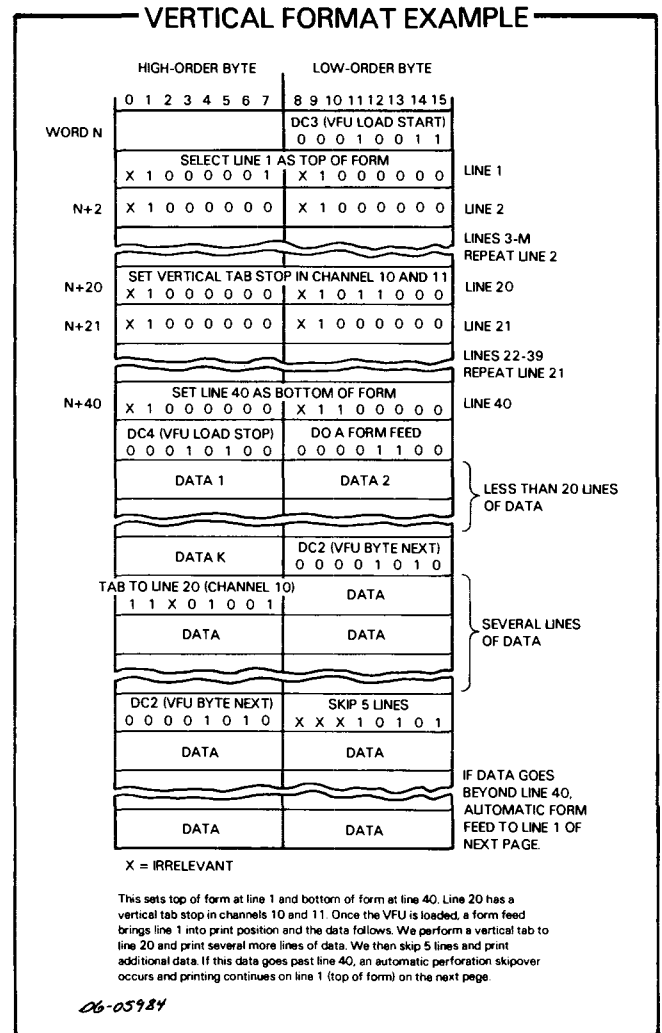 VERTICAL FORMAT EXAMPLE
HIGH-ORDER BYTE LOW-ORDER BYTE
0 1 2 3 4 5 6 7 8 9 10 11 12 13 14 15
WORD N DC3 (VFU LOAD START)
0 0 0 1 0 0 1 1
SELECT LINE 1 AS TOP OF FORM
X 1 0 0 0 0 0 1 X 1 0 0 0 0 0 0 LINE 1
N+2 X 1 0 0 0 0 0 0 X 1 0 0 0 0 0 0 LINE 2
LINES 3-M
REPEAT LINE 2
SET VERTICAL TAB STOP IN CHANNEL 10 AND 11
N+20 X 1 0 0 0 0 0 0 X 1 0 1 1 0 0 0 LINE 20
N+21 X 1 0 0 0 0 0 0 X 1 0 0 0 0 0 0 LINE 21
LINES 22-39
REPEAT LINE 21
SET LINE 40 AS BOTTOM OF FORM
N+40 X 1 0 0 0 0 0 0 X 1 1 0 0 0 0 0 LINE 40
DC4 (VFU LOAD STOP) DO A FORM FEED
0 0 0 1 0 1 0 0 0 0 0 0 1 1 0 0
DATA 1 DATA 2
LESS THAN 20 LINES
OF DATA
DATA K DC2 (VFU BYTE NEXT)
0 0 0 0 1 0 1 0
TAB TO LINE 20 (CHANNEL 10) DATA
1 1 X 0 1 0 0 1
DATA DATA
SEVERAL LINES
OF DATA
DC2 (VFU BYTE NEXT) SKIP 5 LINES
0 0 0 0 1 0 1 0 X X X 1 0 1 0 1
DATA DATA
IF DATA GOES
BEYOND LINE 40,
AUTOMATIC FORM
FEED TO LINE 1 OF
NEXT PAGE.
DATA DATA
X = IRRELEVANT
This sets top of form at line 1 and bottom of form at line 40. Line 20 has a
vertical tab stop in channels 10 and 11. Once the VFU is loaded, a form feed
brings line 1 into print position and the data follows. We perform a vertical tab to
line 20 and print several more lines of data. We then skip 5 lines and print
additional data. If this data goes past line 40, an automatic perforation skipover
occurs and printing continues on line 1 (top of form) on the next page.
06-05984